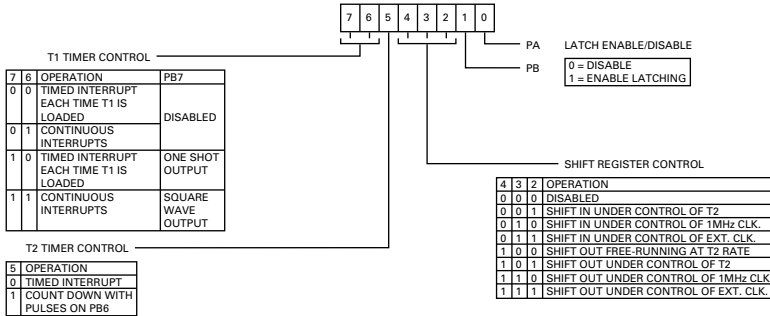 7 6 5 4 3 2 1 0
PA LATCH ENABLE/DISABLE
PB 0 = DISABLE
1 = ENABLE LATCHING
T1 TIMER CONTROL
7 6 OPERATION PB7
0 0 TIMED INTERRUPT
EACH TIME T1 IS
LOADED
DISABLED
0 1 CONTINUOUS
INTERRUPTS
1 0 TIMED INTERRUPT ONE SHOT
EACH TIME T1 IS OUTPUT
LOADED
1 1 CONTINUOUS SQUARE
INTERRUPTS WAVE
OUTPUT
T2 TIMER CONTROL
5 OPERATION
0 TIMED INTERRUPT
1 COUNT DOWN WITH
PULSES ON PB6
SHIFT REGISTER CONTROL
4 3 2 OPERATION
0 0 0 DISABLED
0 0 1 SHIFT IN UNDER CONTROL OF T2
0 1 0 SHIFT IN UNDER CONTROL OF 1MHz CLK.
0 1 1 SHIFT IN UNDER CONTROL OF EXT. CLK.
1 0 0 SHIFT OUT FREE-RUNNING AT T2 RATE
1 0 1 SHIFT OUT UNDER CONTROL OF T2
1 1 0 SHIFT OUT UNDER CONTROL OF 1MHz CLK
1 1 1 SHIFT OUT UNDER CONTROL OF EXT. CLK.